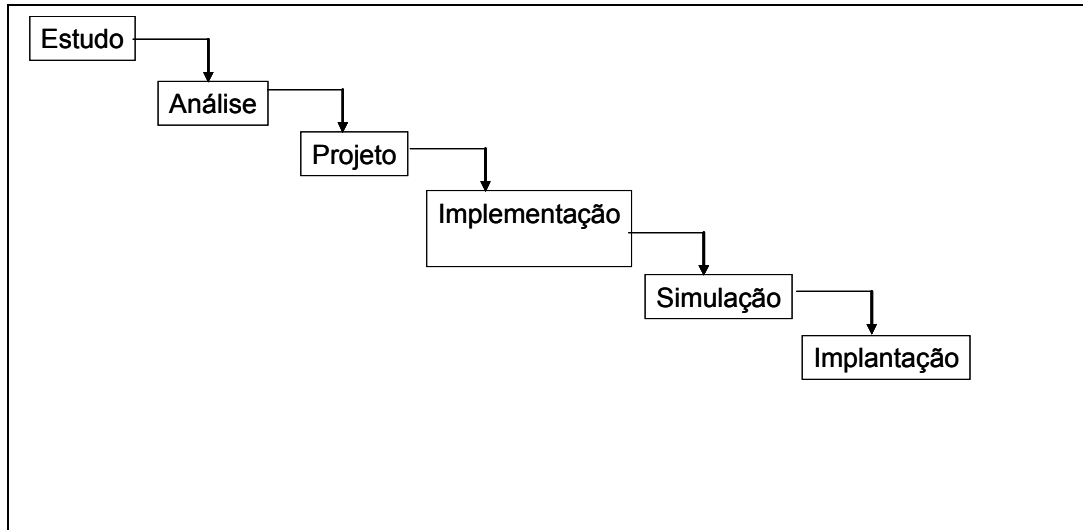 Estudo
Análise
Projeto
Implementação
Simulação
Implantação